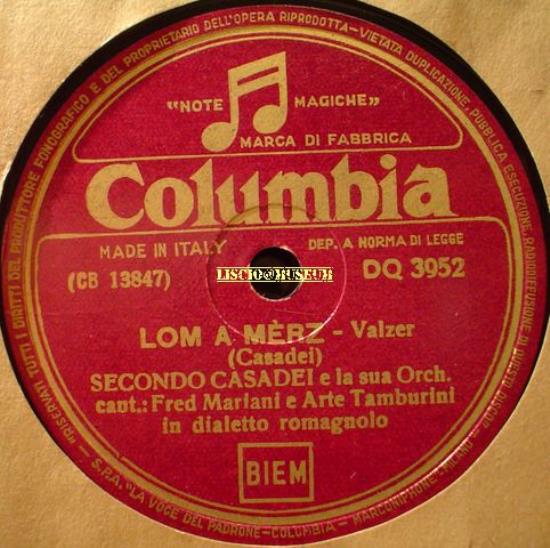 "RISERVATI TUTTI I DIRITTI DEL PRODUTTORE FONOGRAFICO E DEL PROPRIETARIO DELL'OPERA RIPRODOTTA - VIETATA DUPLICAZIONE, PUBBLICA ESECUZIONE, RADIODIFFUSIONE DI QUESTO DISCO"
"NOTE MAGICHE"
MARCA DI FABBRICA
Columbia
MADE IN ITALY DEP. A NORMA DI LEGGE
(CB 13847) LISCIO@MUSEUM DQ 3952
LOM A MÈRZ - Valzer
(Casadei)
SECONDO CASADEI e la sua Orch.
cant.: Fred Mariani e Arte Tamburini
in dialetto romagnolo
BIEM
S.P.A. "LA VOCE DEL PADRONE - COLUMBIA - MARCONIPHONE" MILANO